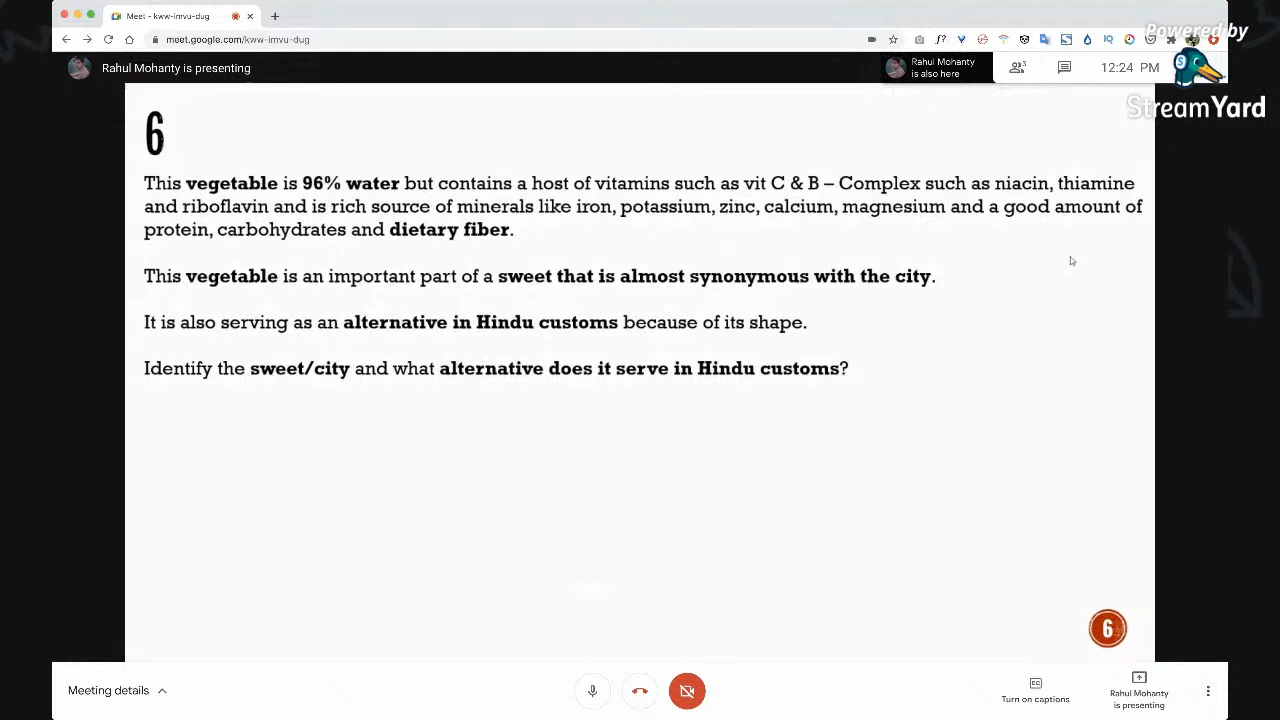 Meet - kww-imvu-dug
meet.google.com/kww-imvu-dug
Powered by
StreamYard
Rahul Mohanty is presenting
Rahul Mohanty
is also here
3
12:24 PM
6
This vegetable is 96% water but contains a host of vitamins such as vit C & B – Complex such as niacin, thiamine
and riboflavin and is rich source of minerals like iron, potassium, zinc, calcium, magnesium and a good amount of
protein, carbohydrates and dietary fiber.
This vegetable is an important part of a sweet that is almost synonymous with the city.
It is also serving as an alternative in Hindu customs because of its shape.
Identify the sweet/city and what alternative does it serve in Hindu customs?
6
Meeting details
Turn on captions
Rahul Mohanty
is presenting